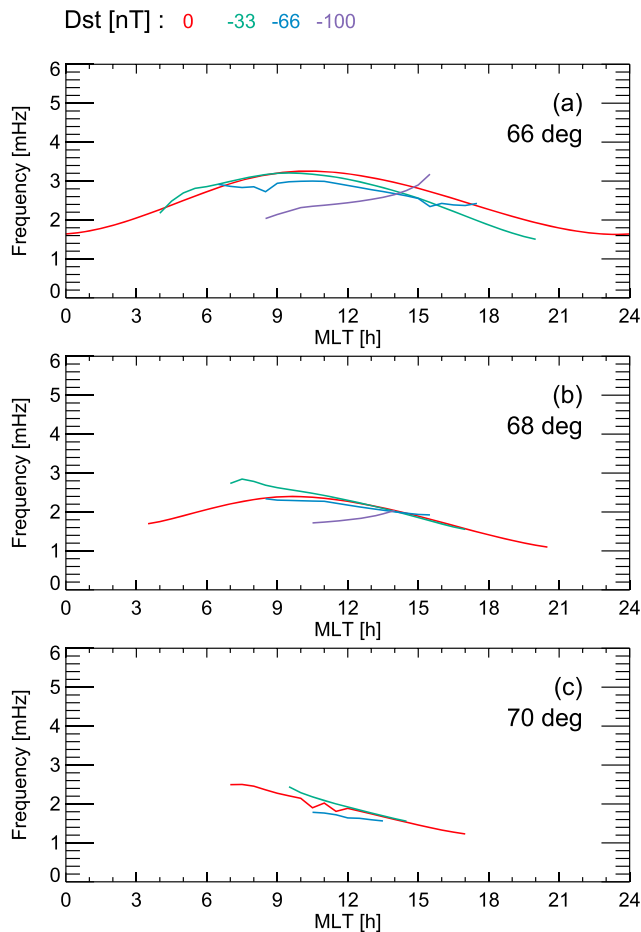 Dst [nT] : 0 -33 -66 -100
6
5
4
3
2
1
0
Frequency [mHz]
(a)
66 deg
0 3 6 9 12 15 18 21 24
MLT [h]
6
5
4
3
2
1
0
Frequency [mHz]
(b)
68 deg
0 3 6 9 12 15 18 21 24
MLT [h]
6
5
4
3
2
1
0
Frequency [mHz]
(c)
70 deg
0 3 6 9 12 15 18 21 24
MLT [h]